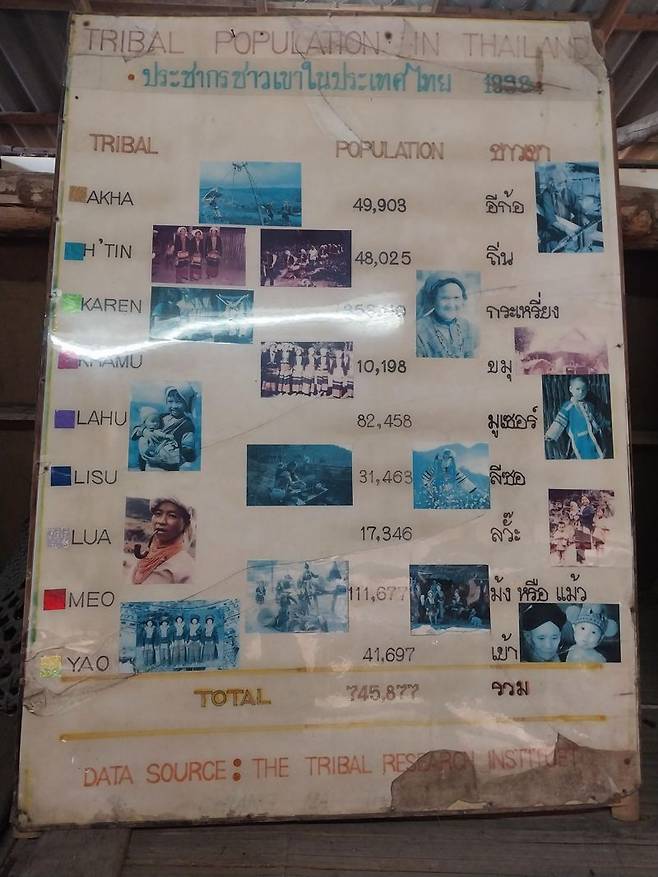 TRIBAL POPULATION IN THAILAND
ประชากรชาวเขาในประเทศไทย
TRIBAL POPULATION ชาวเขา
AKHA 49,903 อีก้อ
H'TIN 48,025 ถิ่น
KAREN กระเหรี่ยง
KHAMU 10,198 ขมุ
LAHU 82,458 มูเซอร์
LISU 31,463 ลีซอ
LUA 17,346 ลวั๊ะ
MEO 111,677 ม้ง หรือ แม้ว
YAO 41,697 เย้า
TOTAL 745,877 รวม
DATA SOURCE : THE TRIBAL RESEARCH INSTITUET